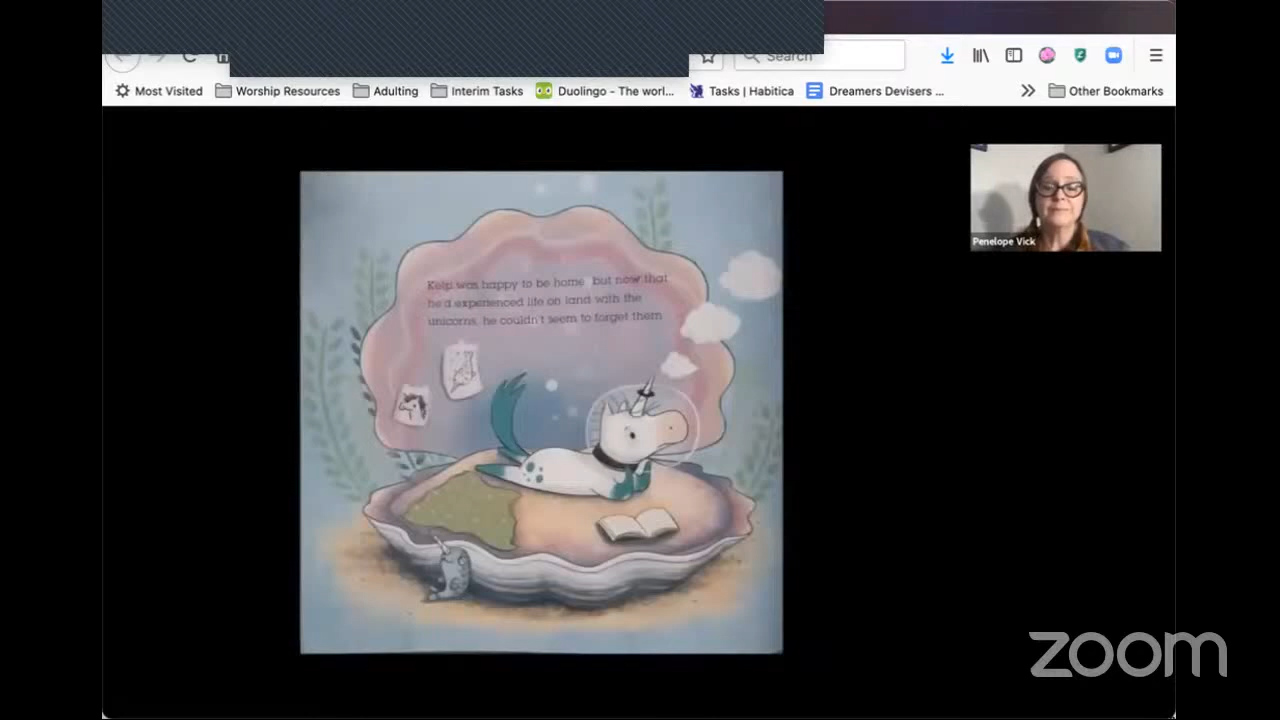 Search
Most Visited Worship Resources Adulting Interim Tasks Duolingo - The worl... Tasks | Habitica Dreamers Devisers ... Other Bookmarks
Penelope Vick
Kelp was happy to be home, but now that
he'd experienced life on land with the
unicorns, he couldn't seem to forget them
zoom